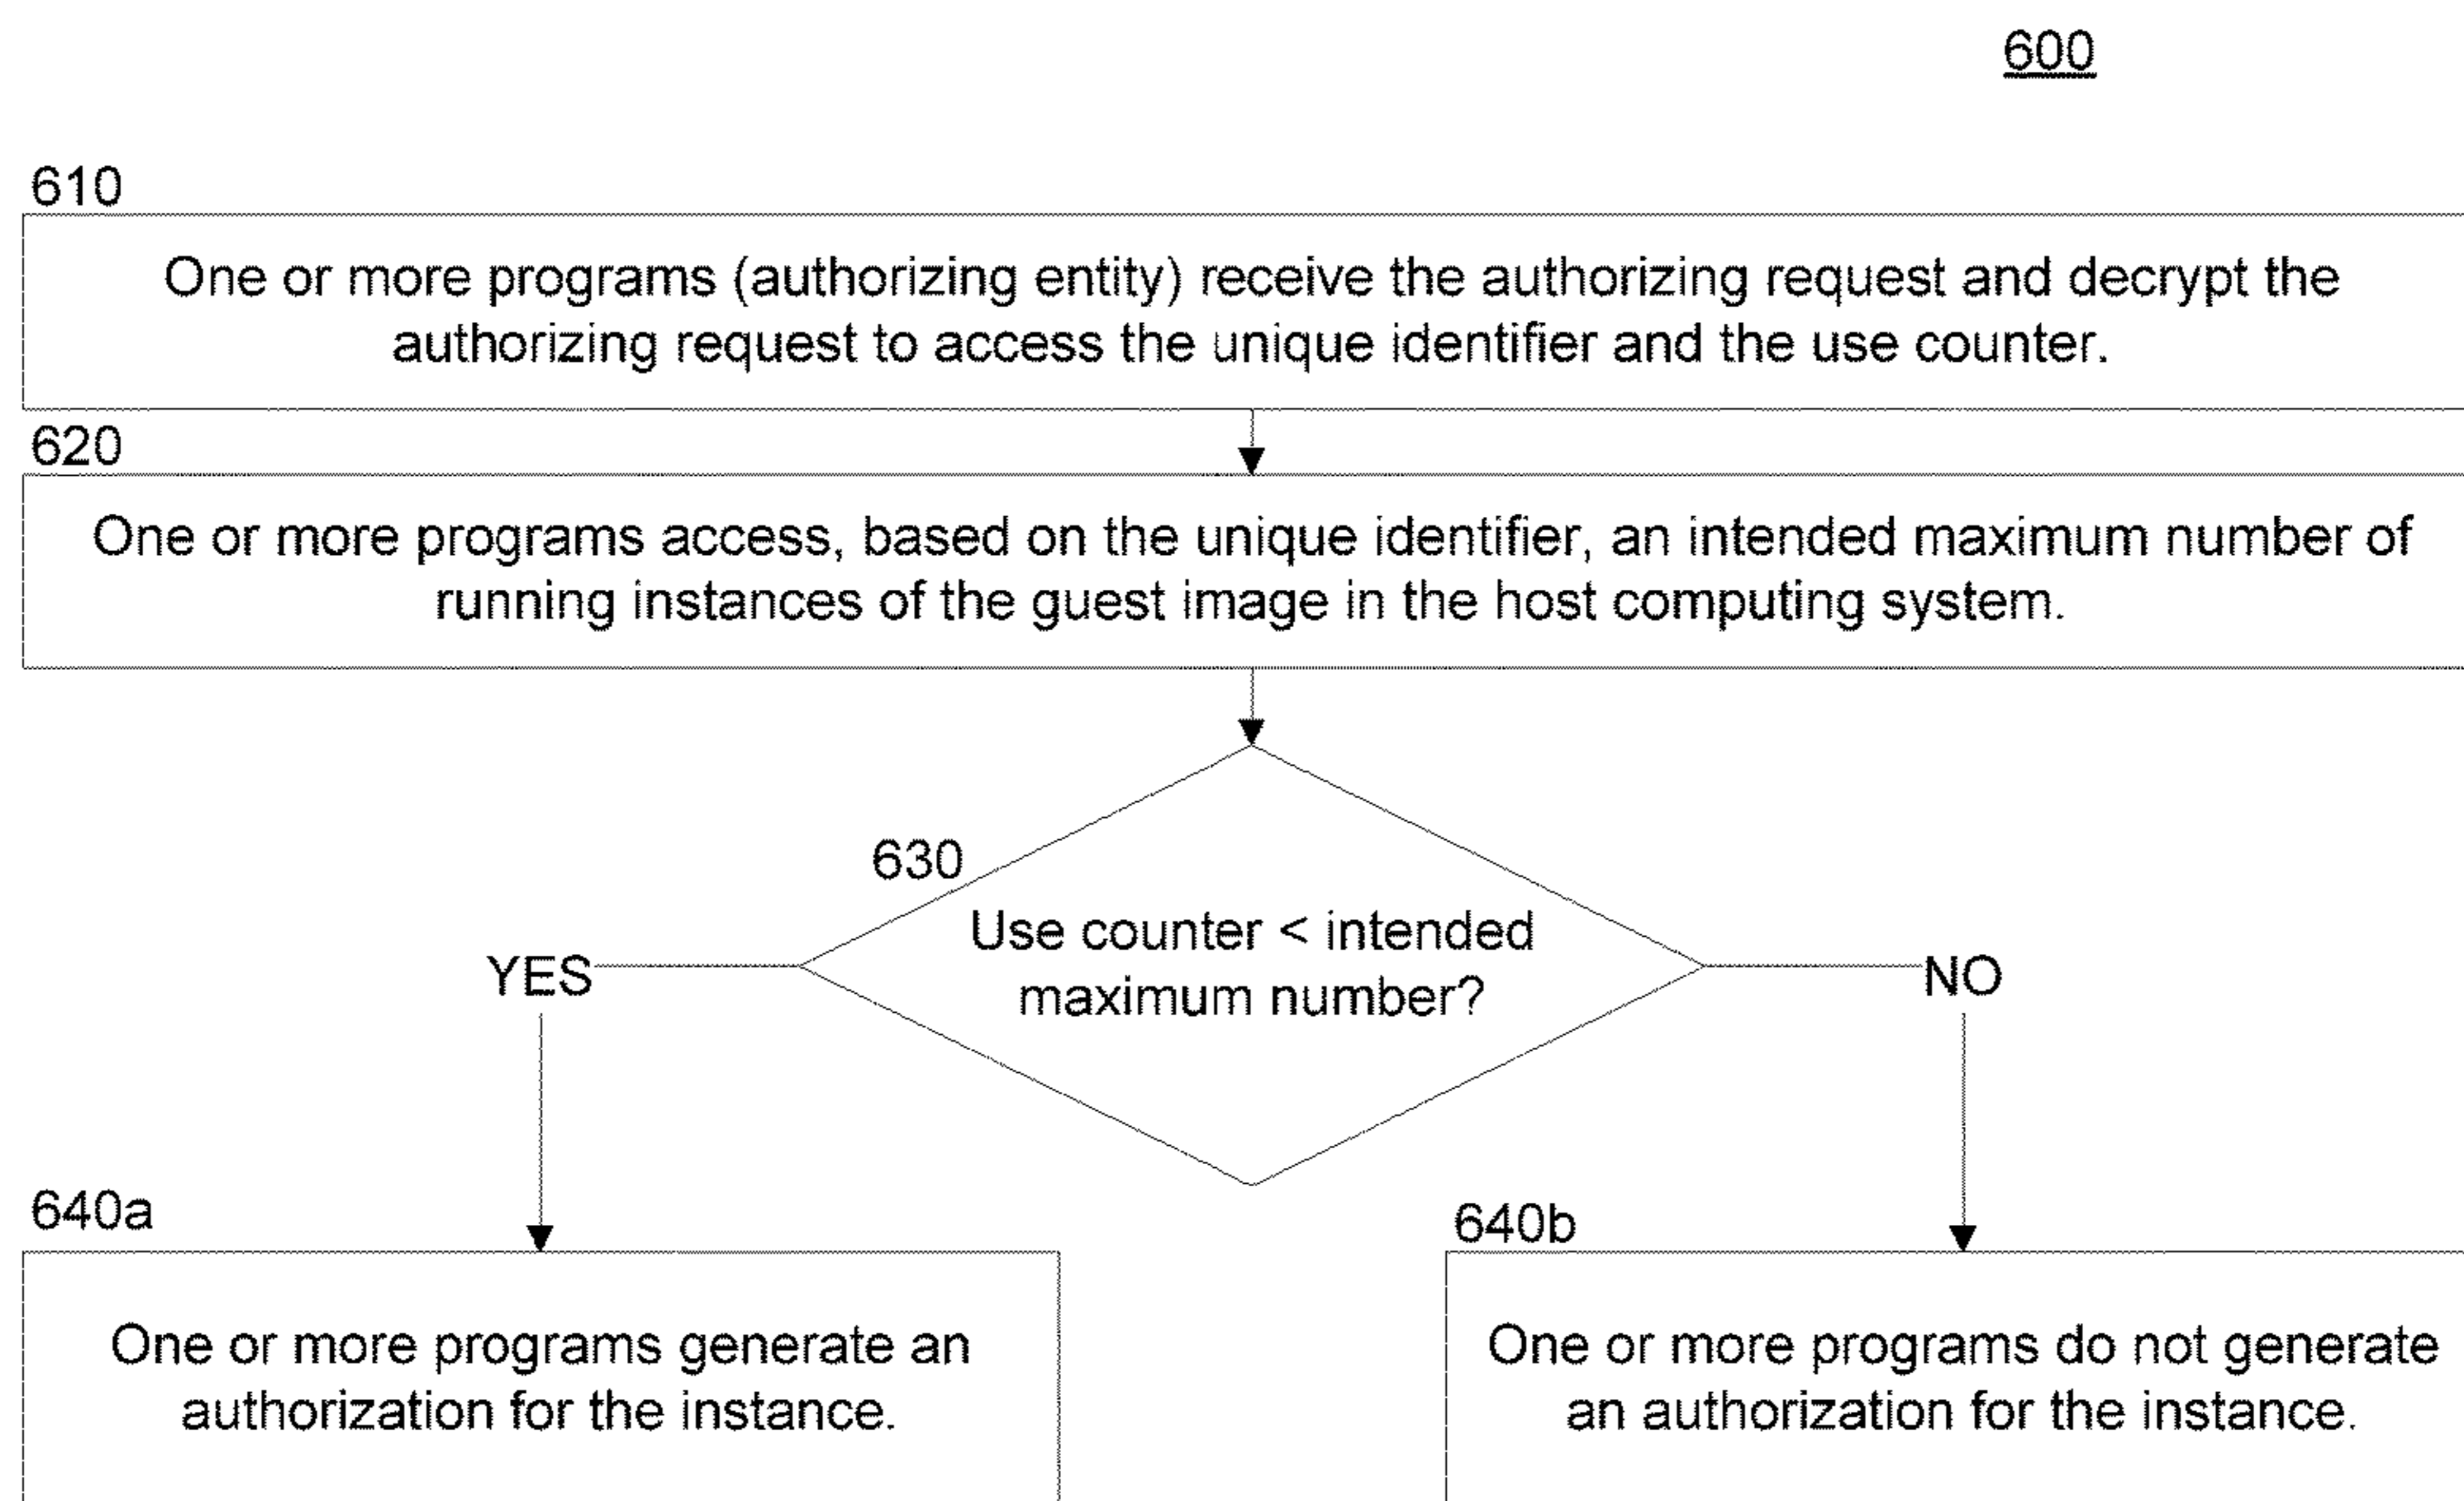 600
610
One or more programs (authorizing entity) receive the authorizing request and decrypt the
authorizing request to access the unique identifier and the use counter.
620
One or more programs access, based on the unique identifier, an intended maximum number of
running instances of the guest image in the host computing system.
630
Use counter < intended
maximum number?
YES
NO
640a
One or more programs generate an
authorization for the instance.
640b
One or more programs do not generate
an authorization for the instance.